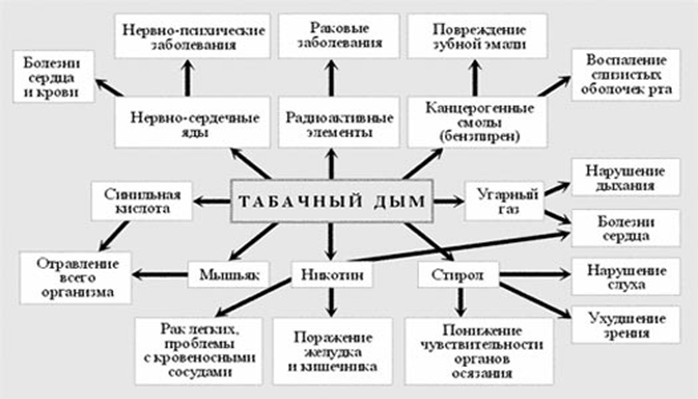 Нервно-психические
заболевания
Раковые
заболевания
Повреждение
зубной эмали
Болезни
сердца
и крови
Воспаление
слизистых
оболочек рта
Нервно-сердечные
яды
Радиоактивные
элементы
Канцерогенные
смолы
(бензпирен)
Синильная
кислота
ТАБАЧНЫЙ ДЫМ
Угарный
газ
Нарушение
дыхания
Болезни
сердца
Отравление
всего
организма
Мышьяк
Никотин
Стирол
Нарушение
слуха
Ухудшение
зрения
Рак легких,
проблемы
с кровеносными
сосудами
Поражение
желудка
и кишечника
Понижение
чувствительности
органов
осязания